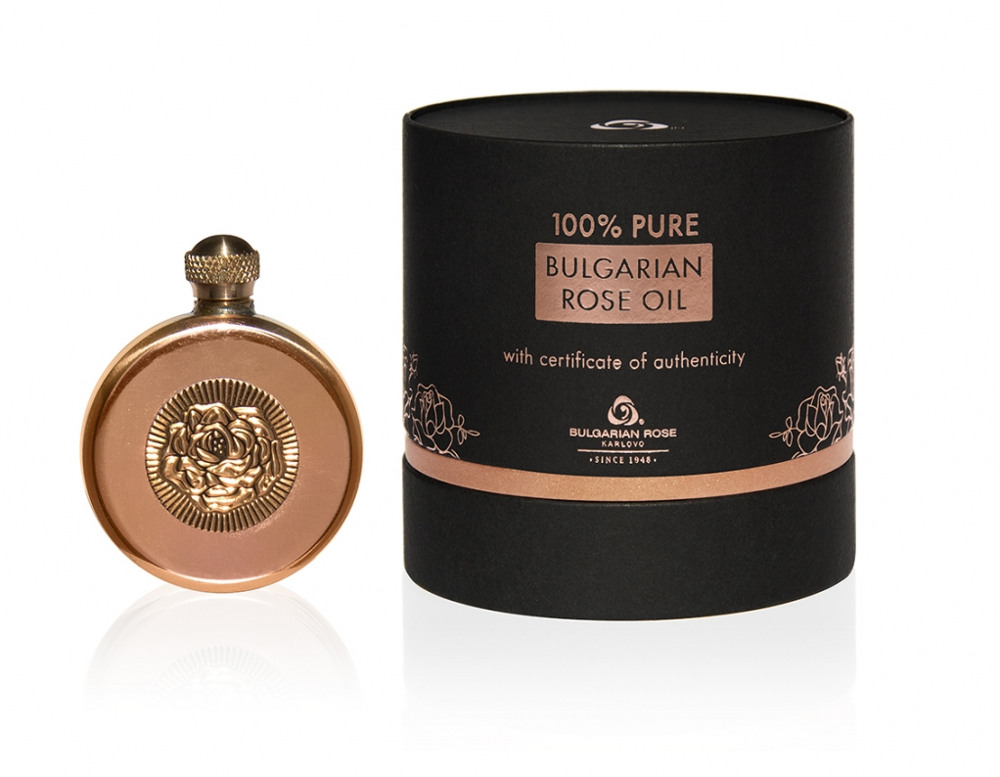 100% PURE
BULGARIAN
ROSE OIL
with certificate of authenticity
BULGARIAN ROSE
KARLOVO
• SINCE 1948 •